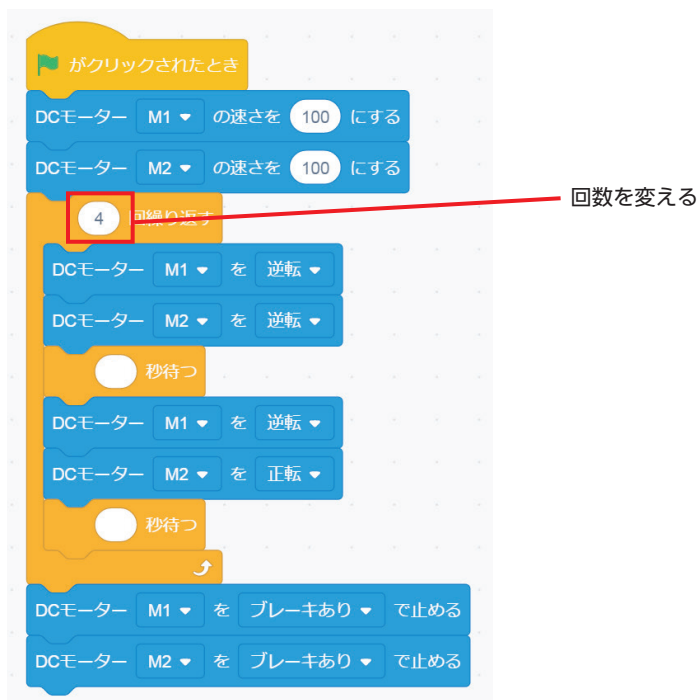 がクリックされたとき
DCモーター M1 の速さを 100 にする
DCモーター M2 の速さを 100 にする
4 回繰り返す
回数を変える
DCモーター M1 を 逆転
DCモーター M2 を 逆転
秒待つ
DCモーター M1 を 逆転
DCモーター M2 を 正転
秒待つ
DCモーター M1 を ブレーキあり で止める
DCモーター M2 を ブレーキあり で止める